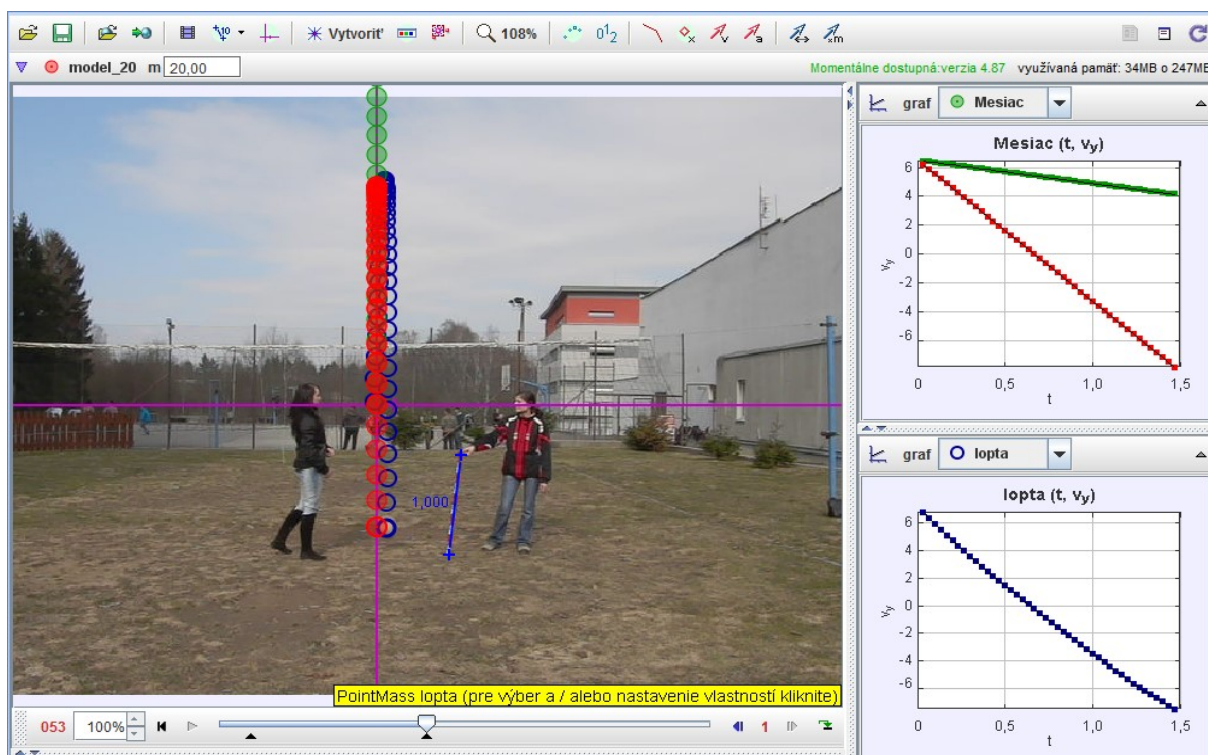 108%
Vytvoriť
model_20 m 20,00
Momentálne dostupná:verzia 4.87 využívaná pamäť: 34MB o 247MB
graf Mesiac
Mesiac (t, vy)
6
4
2
0
-2
-4
-6
vy
0 0,5 1,0 1,5
t
1,000
graf lopta
lopta (t, vy)
6
4
2
0
-2
-4
-6
vy
0 0,5 1,0 1,5
t
PointMass lopta (pre výber a / alebo nastavenie vlastností kliknite)
053 100% 1